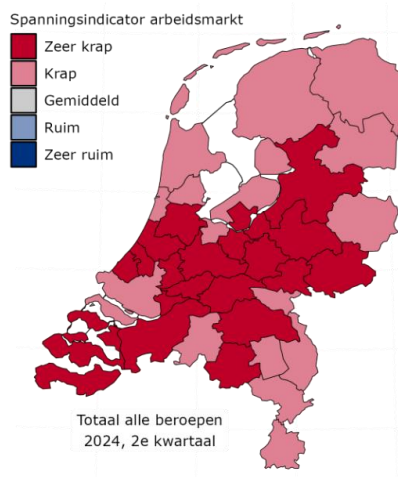 Spanningsindicator arbeidsmarkt
Zeer krap
Krap
Gemiddeld
Ruim
Zeer ruim
Totaal alle beroepen
2024, 2e kwartaal